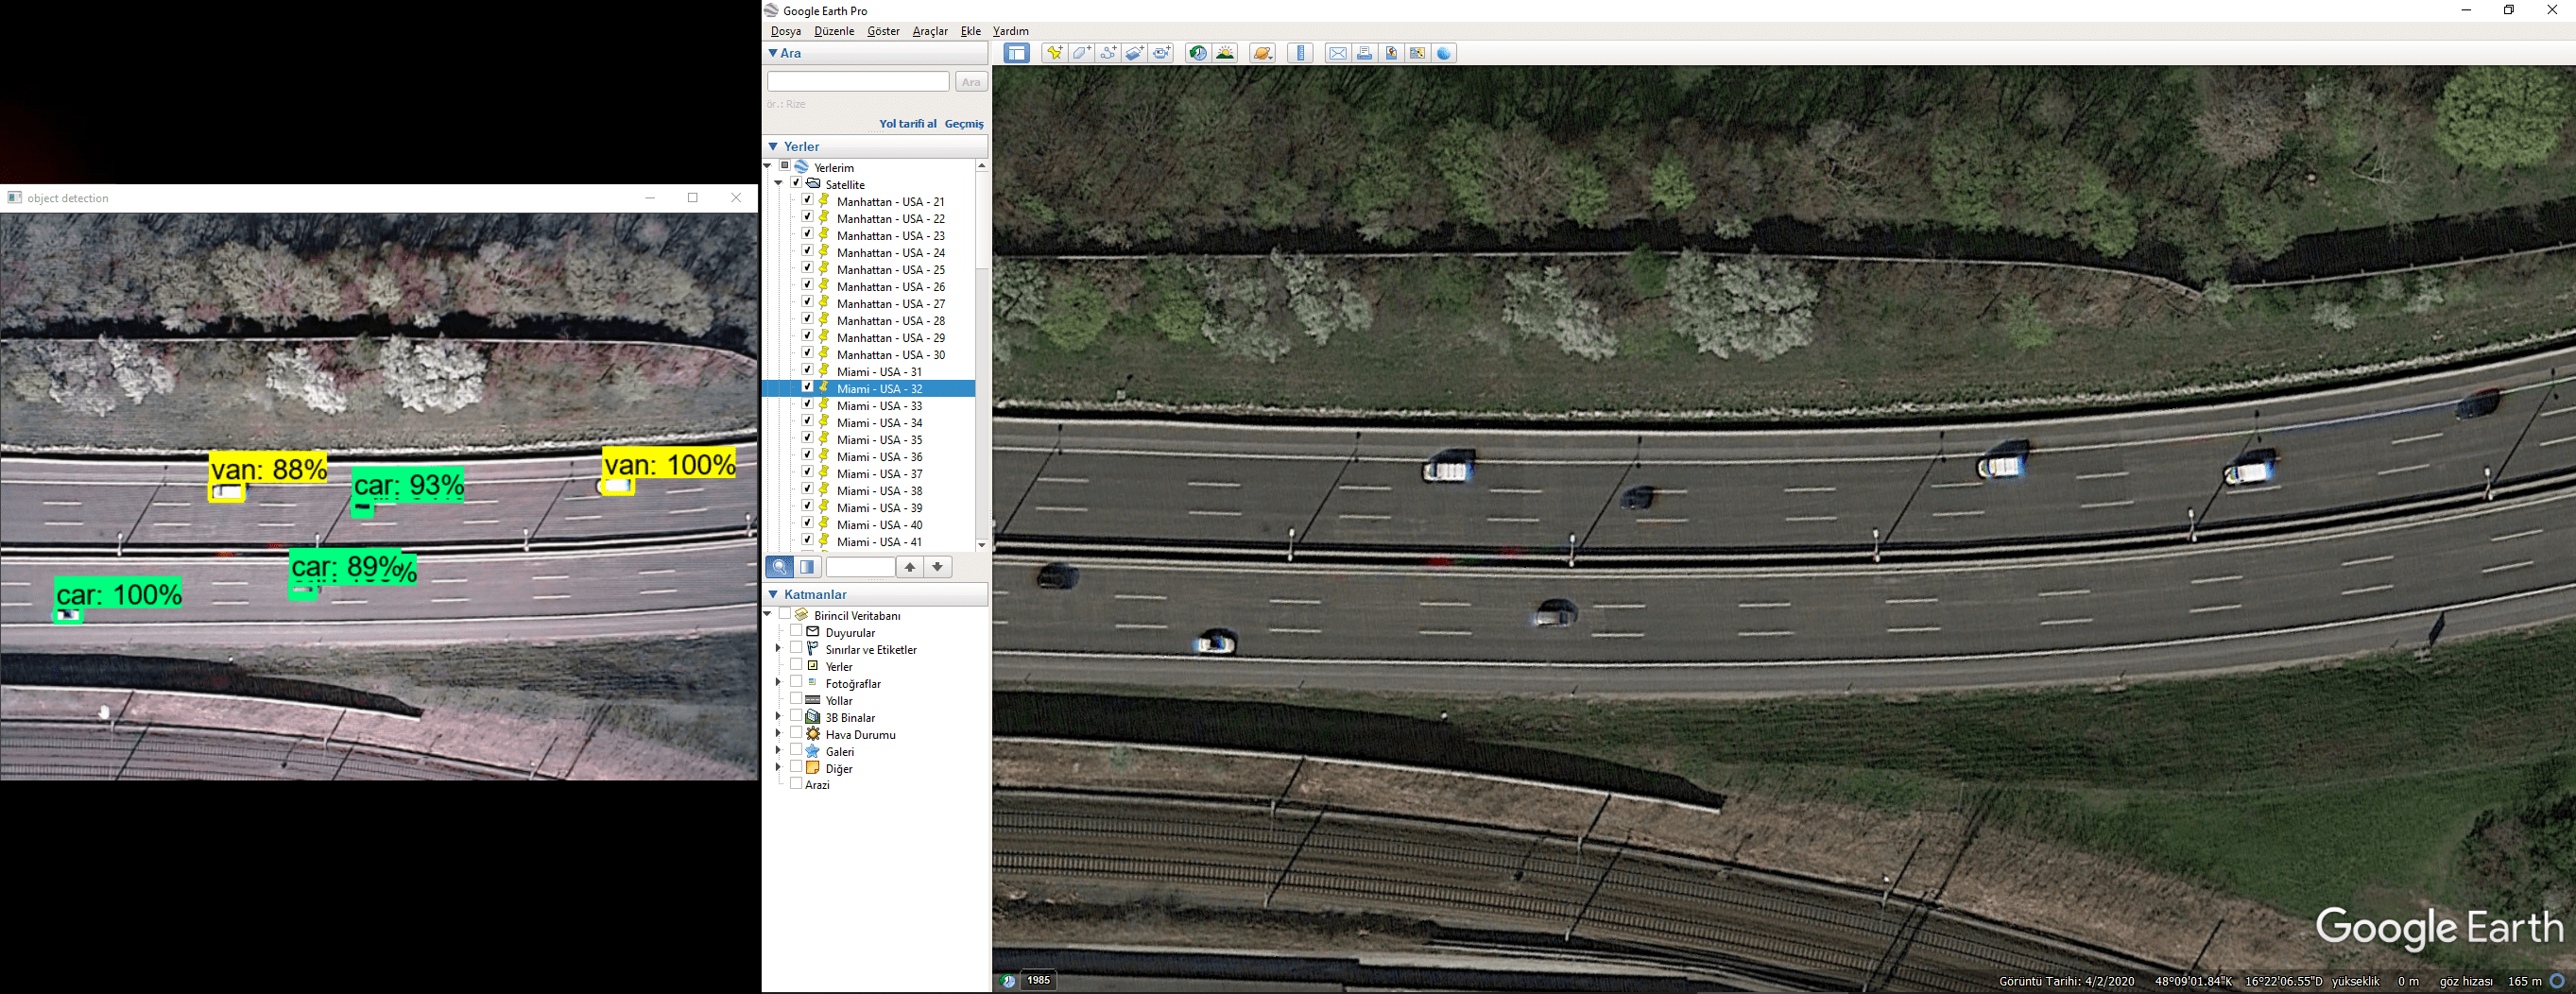 object detection
van: 88%
car: 93%
van: 100%
car: 89%
car: 100%
Google Earth Pro
Dosya Düzenle Göster Araçlar Ekle Yardım
Ara
Ara
ör.: Rize
Yol tarifi al Geçmiş
Yerler
Yerlerim
Satellite
Manhattan - USA - 21
Manhattan - USA - 22
Manhattan - USA - 23
Manhattan - USA - 24
Manhattan - USA - 25
Manhattan - USA - 26
Manhattan - USA - 27
Manhattan - USA - 28
Manhattan - USA - 29
Manhattan - USA - 30
Miami - USA - 31
Miami - USA - 32
Miami - USA - 33
Miami - USA - 34
Miami - USA - 35
Miami - USA - 36
Miami - USA - 37
Miami - USA - 38
Miami - USA - 39
Miami - USA - 40
Miami - USA - 41
Katmanlar
Birincil Veritabanı
Duyurular
Sınırlar ve Etiketler
Yerler
Fotoğraflar
Yollar
3B Binalar
Hava Durumu
Galeri
Diğer
Arazi
Google Earth
1985
Görüntü Tarihi: 4/2/2020 48°09'01.84"K 16°22'06.55"D yükseklik 0 m göz hizası 165 m